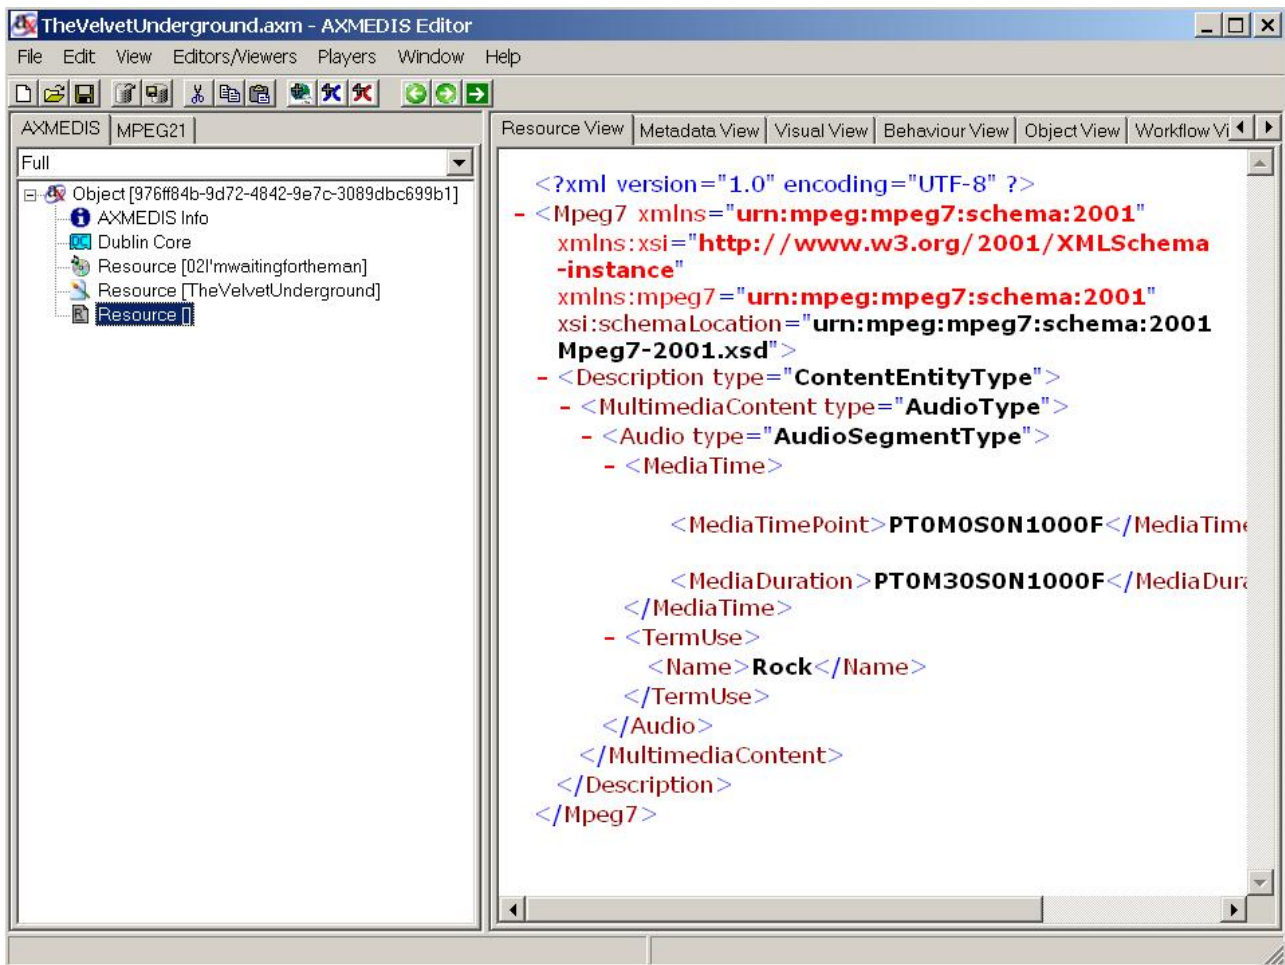 TheVelvetUnderground.axm - AXMEDIS Editor
File Edit View Editors/Viewers Players Window Help
AXMEDIS MPEG21
Full
Object [976ff84b-9d72-4842-9e7c-3089dbc699b1]
AXMEDIS Info
Dublin Core
Resource [02I'mwaitingfortheman]
Resource [TheVelvetUnderground]
Resource []
Resource View Metadata View Visual View Behaviour View Object View Workflow Vi
<?xml version="1.0" encoding="UTF-8" ?>
- <Mpeg7 xmlns="urn:mpeg:mpeg7:schema:2001"
xmlns:xsi="http://www.w3.org/2001/XMLSchema
-instance"
xmlns:mpeg7="urn:mpeg:mpeg7:schema:2001"
xsi:schemaLocation="urn:mpeg:mpeg7:schema:2001
Mpeg7-2001.xsd">
- <Description type="ContentEntityType">
- <MultimediaContent type="AudioType">
- <Audio type="AudioSegmentType">
- <MediaTime>
<MediaTimePoint>PT0M0S0N1000F</MediaTime
<MediaDuration>PT0M30S0N1000F</MediaDura
</MediaTime>
- <TermUse>
<Name>Rock</Name>
</TermUse>
</Audio>
</MultimediaContent>
</Description>
</Mpeg7>